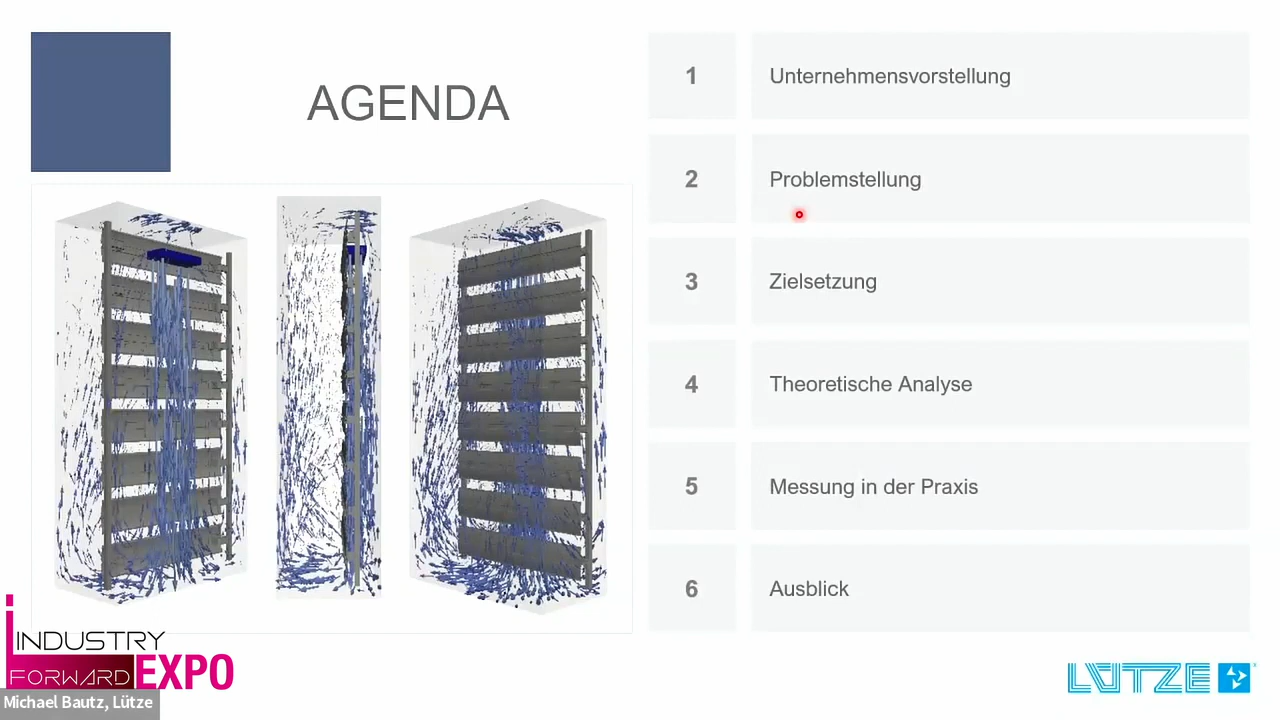 AGENDA
1 Unternehmensvorstellung
2 Problemstellung
3 Zielsetzung
4 Theoretische Analyse
5 Messung in der Praxis
6 Ausblick
INDUSTRY
FORWARD EXPO
Michael Bautz, Lütze
LÜTZE